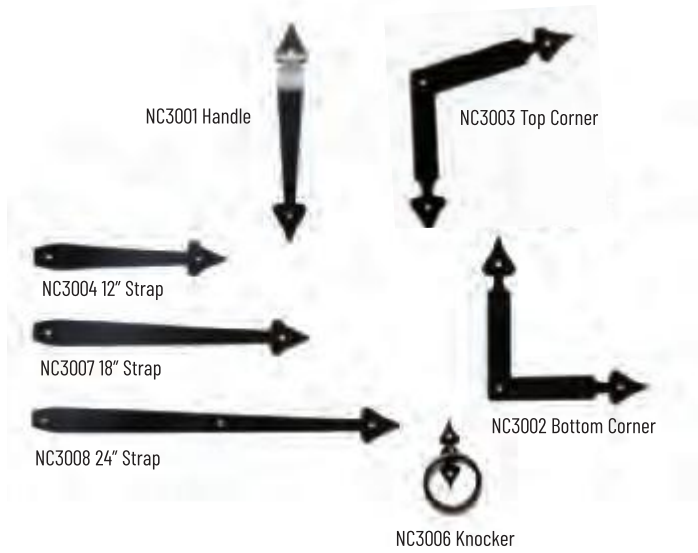 NC3001 Handle
NC3003 Top Corner
NC3004 12” Strap
NC3007 18” Strap
NC3002 Bottom Corner
NC3008 24” Strap
NC3006 Knocker